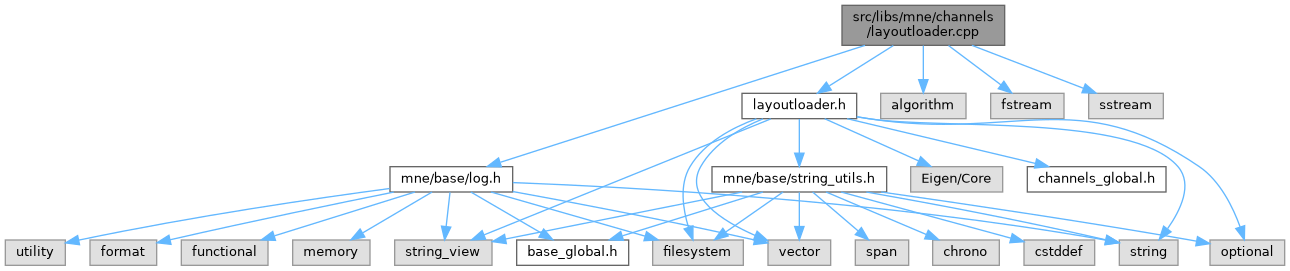 src/libs/mne/channels
/layoutloader.cpp
layoutloader.h
algorithm
fstream
sstream
mne/base/log.h
mne/base/string_utils.h
Eigen/Core
channels_global.h
utility
format
functional
memory
string_view
base_global.h
filesystem
vector
span
chrono
cstddef
string
optional